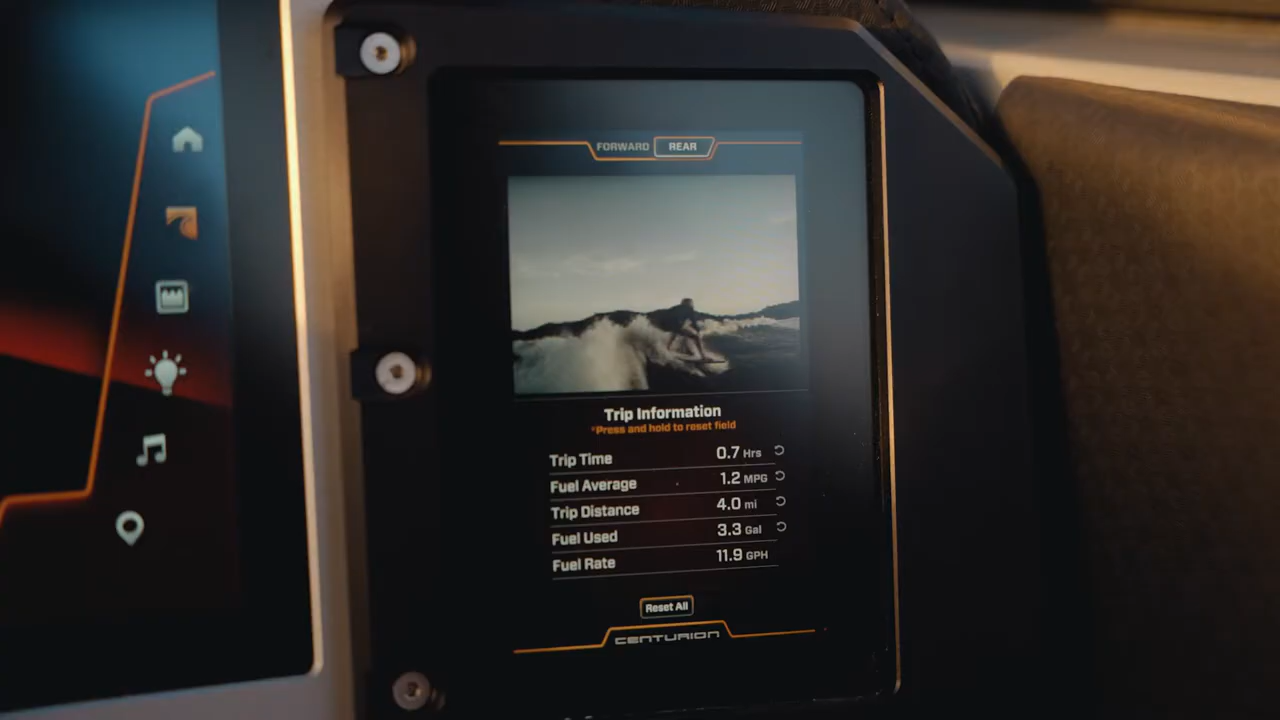 FORWARD REAR
Trip Information
*Press and hold to reset field
Trip Time 0.7 Hrs
Fuel Average 1.2 MPG
Trip Distance 4.0 mi
Fuel Used 3.3 Gal
Fuel Rate 11.9 GPH
Reset All
CENTURION